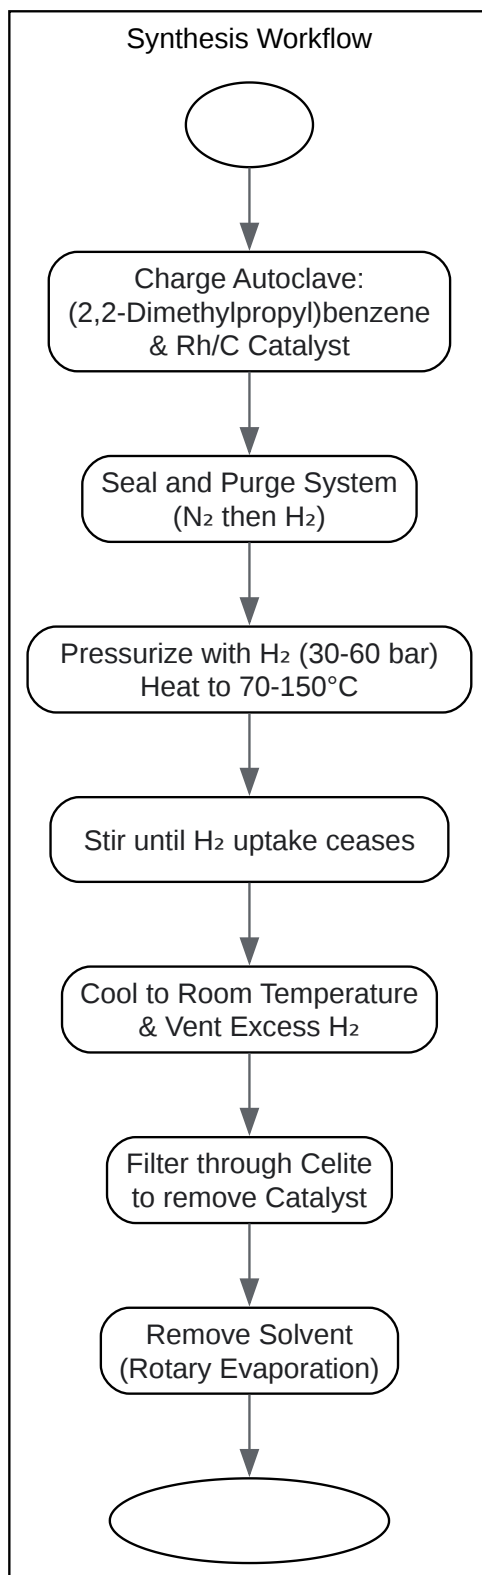 Synthesis Workflow
Charge Autoclave:
(2,2-Dimethylpropyl)benzene
& Rh/C Catalyst
Seal and Purge System
(N₂ then H₂)
Pressurize with H₂ (30-60 bar)
Heat to 70-150°C
Stir until H₂ uptake ceases
Cool to Room Temperature
& Vent Excess H₂
Filter through Celite
to remove Catalyst
Remove Solvent
(Rotary Evaporation)